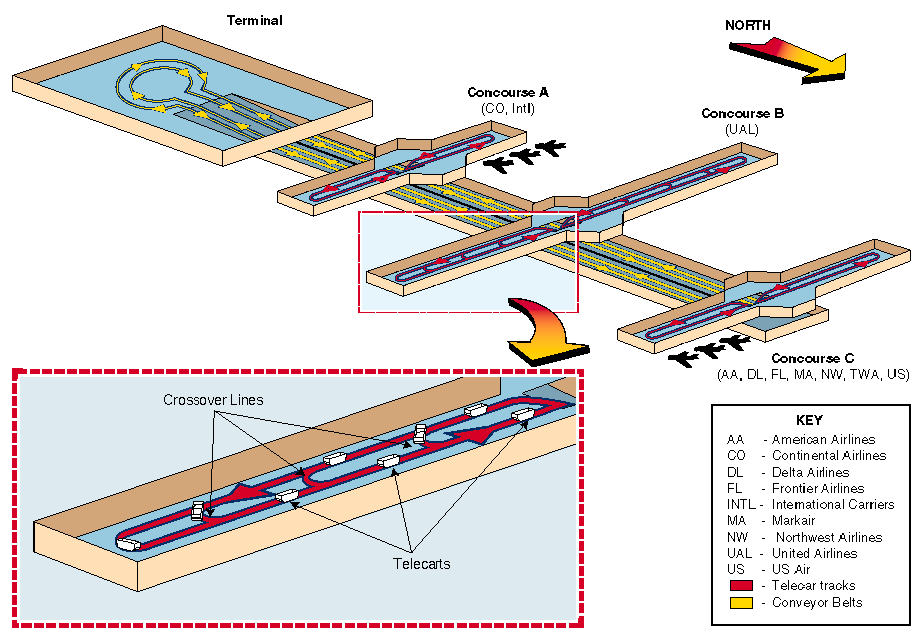 Terminal
NORTH
Concourse A
(CO, Intl)
Concourse B
(UAL)
Concourse C
(AA, DL, FL, MA, NW, TWA, US)
Crossover Lines
Telecarts
KEY
AA - American Airlines
CO - Continental Airlines
DL - Delta Airlines
FL - Frontier Airlines
INTL - International Carriers
MA - Markair
NW - Northwest Airlines
UAL - United Airlines
US - US Air
- Telecar tracks
- Conveyor Belts